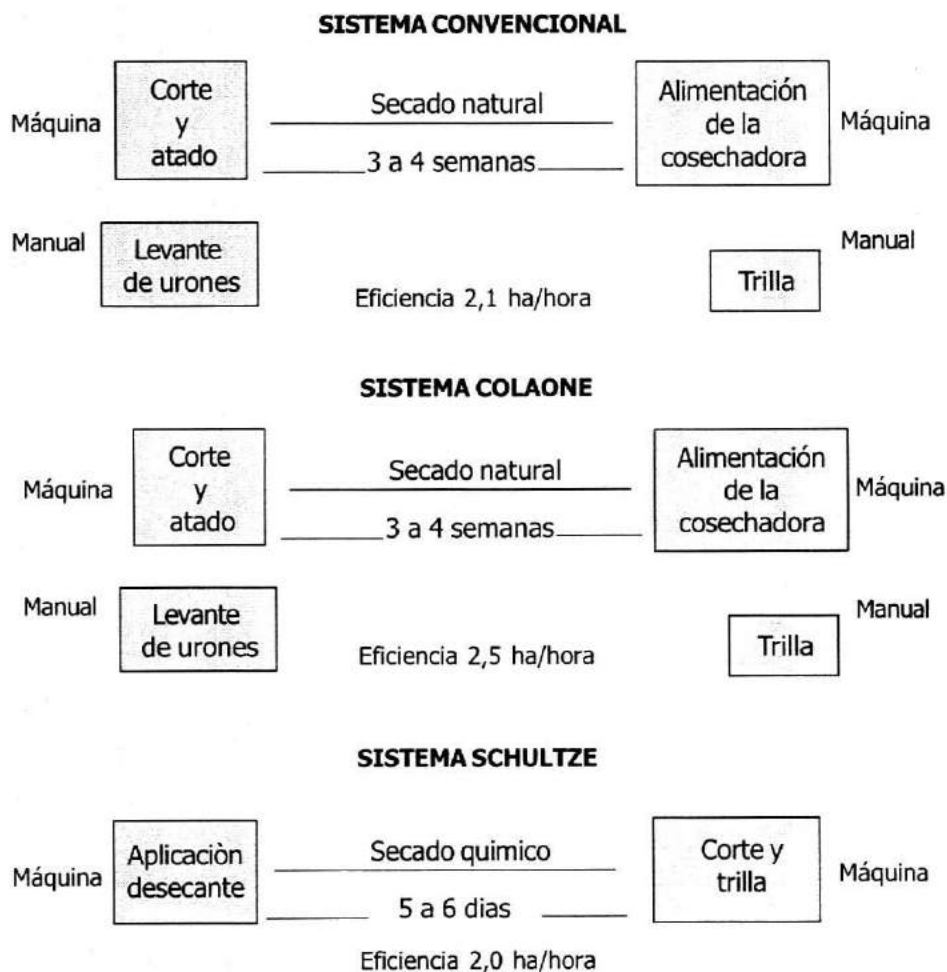 SISTEMA CONVENCIONAL
Máquina
Corte
y
atado
Secado natural
3 a 4 semanas
Alimentación
de la
cosechadora
Máquina
Manual
Levante
de urones
Eficiencia 2,1 ha/hora
Trilla
Manual
SISTEMA COLAONE
Máquina
Corte
y
atado
Secado natural
3 a 4 semanas
Alimentación
de la
cosechadora
Máquina
Manual
Levante
de urones
Eficiencia 2,5 ha/hora
Trilla
Manual
SISTEMA SCHULTZE
Máquina
Aplicaciòn
desecante
Secado quimico
5 a 6 dias
Corte y
trilla
Máquina
Eficiencia 2,0 ha/hora